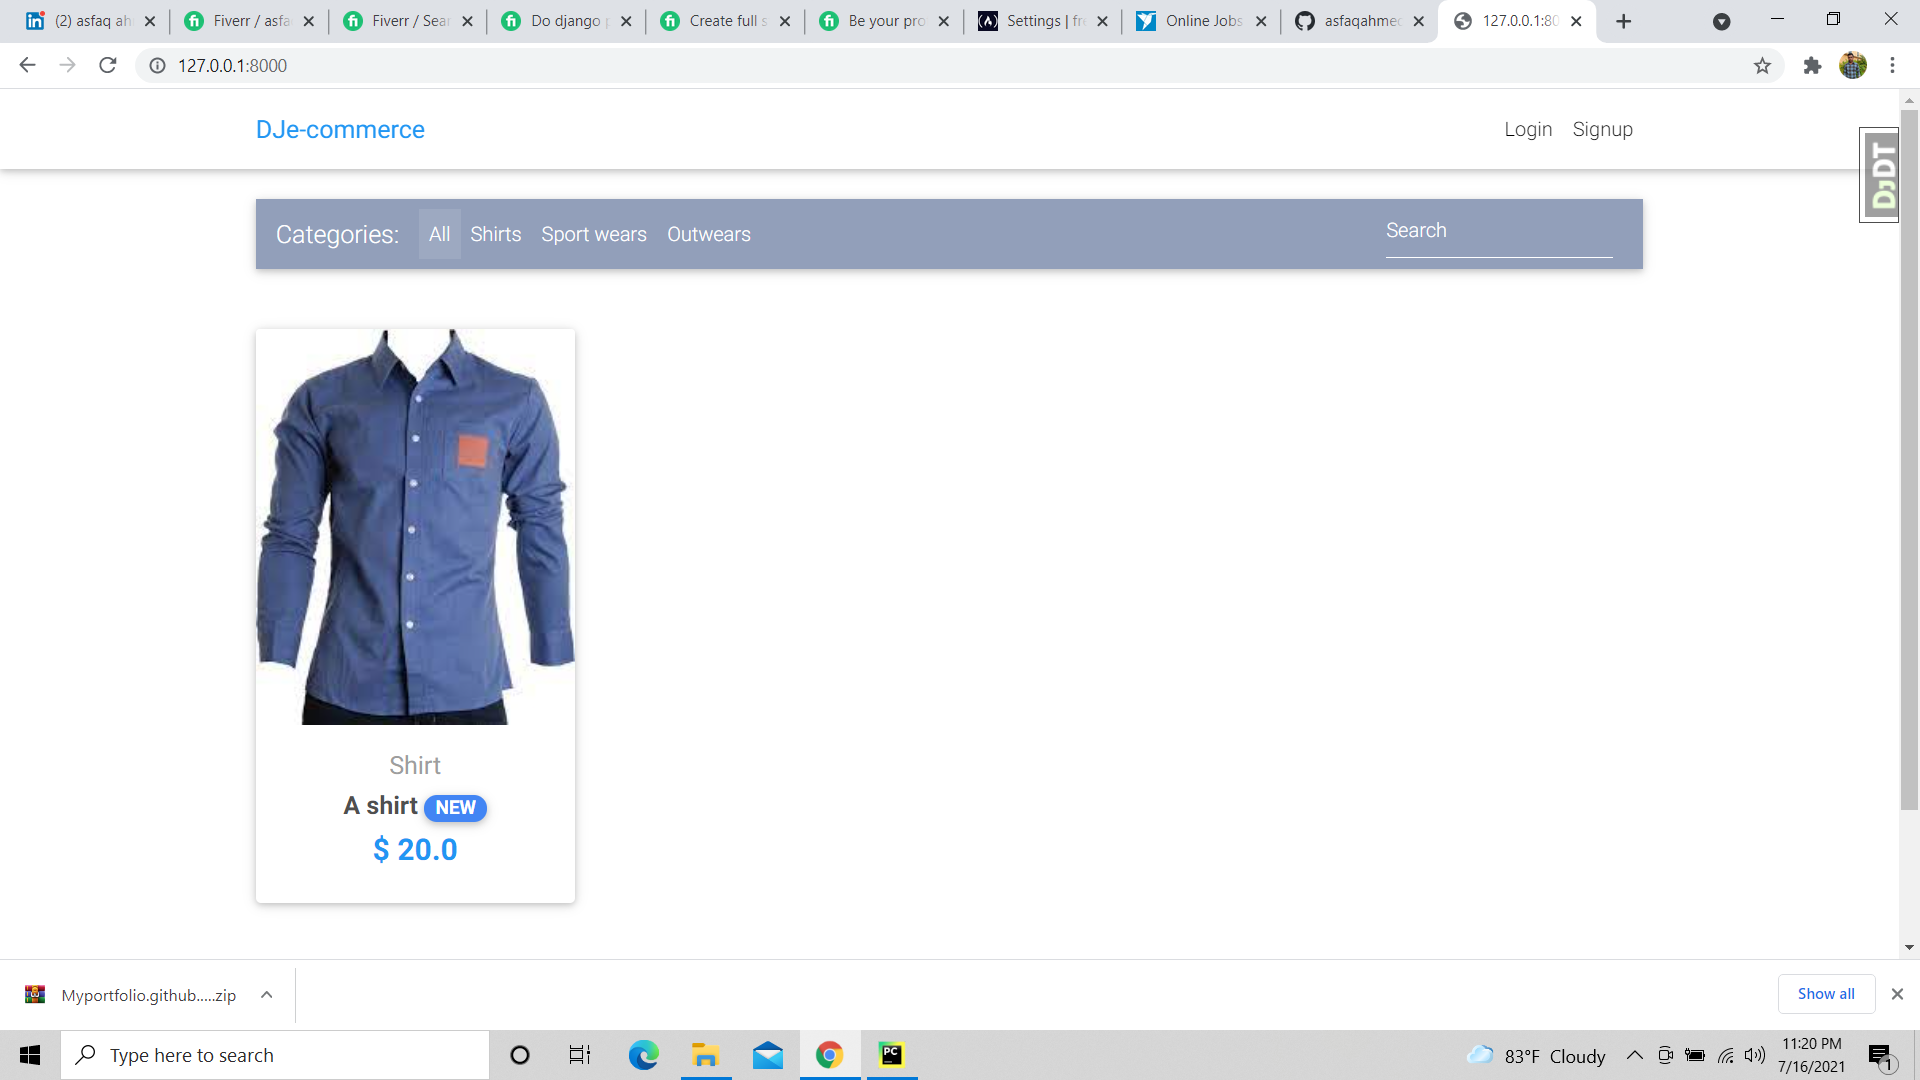 (2) asfaq ah
Fiverr / asfa
Fiverr / Sear
Do django p
Create full s
Be your pro
Settings | fre
Online Jobs
asfaqahmed
127.0.0.1:80
127.0.0.1:8000
DJe-commerce
Login
Signup
DjDT
Categories:
All
Shirts
Sport wears
Outwears
Search
Shirt
A shirt NEW
$ 20.0
Myportfolio.github.....zip
Show all
Type here to search
PC
83°F Cloudy
11:20 PM
7/16/2021
1